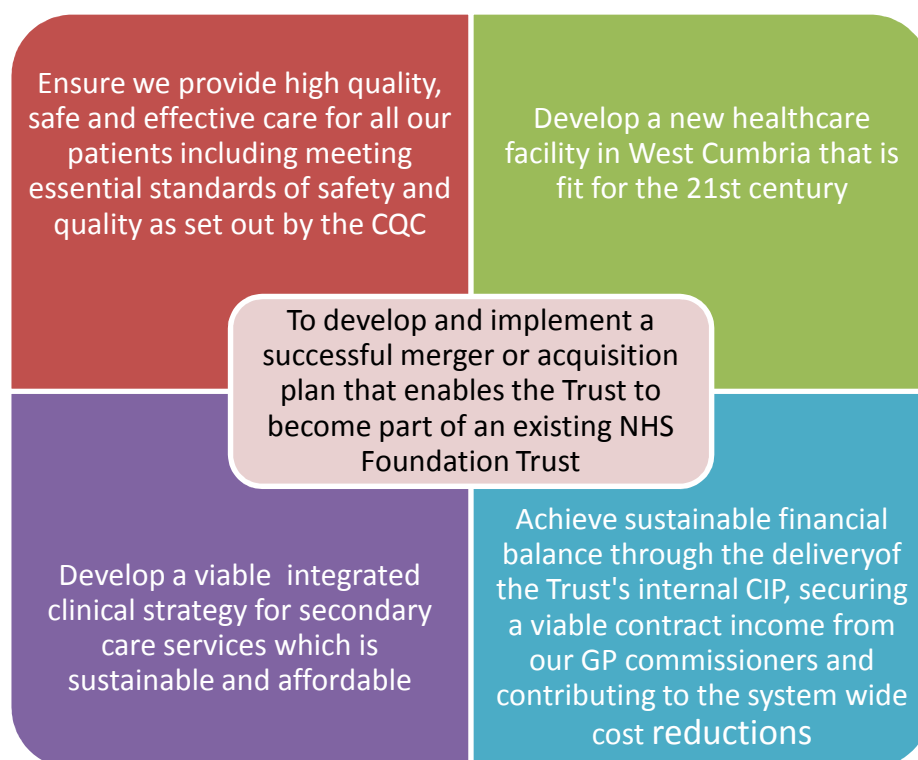 Ensure we provide high quality,
safe and effective care for all our
patients including meeting
essential standards of safety and
quality as set out by the CQC
Develop a new healthcare
facility in West Cumbria that is
fit for the 21st century
To develop and implement a
successful merger or acquisition
plan that enables the Trust to
become part of an existing NHS
Foundation Trust
Develop a viable  integrated
clinical strategy for secondary
care services which is
sustainable and affordable
Achieve sustainable financial
balance through the deliveryof
the Trust's internal CIP, securing
a viable contract income from
our GP commissioners and
contributing to the system wide
cost reductions